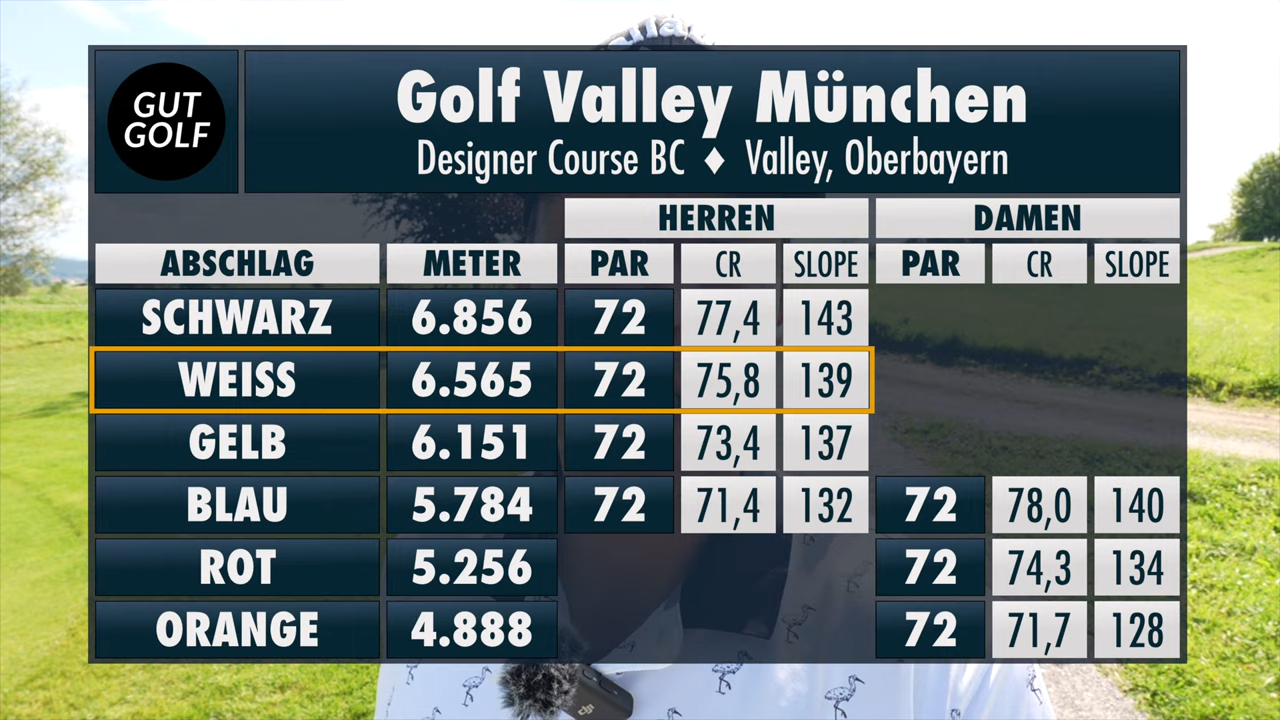 GUT
GOLF
Golf Valley München
Designer Course BC ♦ Valley, Oberbayern
HERREN DAMEN
ABSCHLAG METER PAR CR SLOPE PAR CR SLOPE
SCHWARZ 6.856 72 77,4 143
WEISS 6.565 72 75,8 139
GELB 6.151 72 73,4 137
BLAU 5.784 72 71,4 132 72 78,0 140
ROT 5.256 72 74,3 134
ORANGE 4.888 72 71,7 128